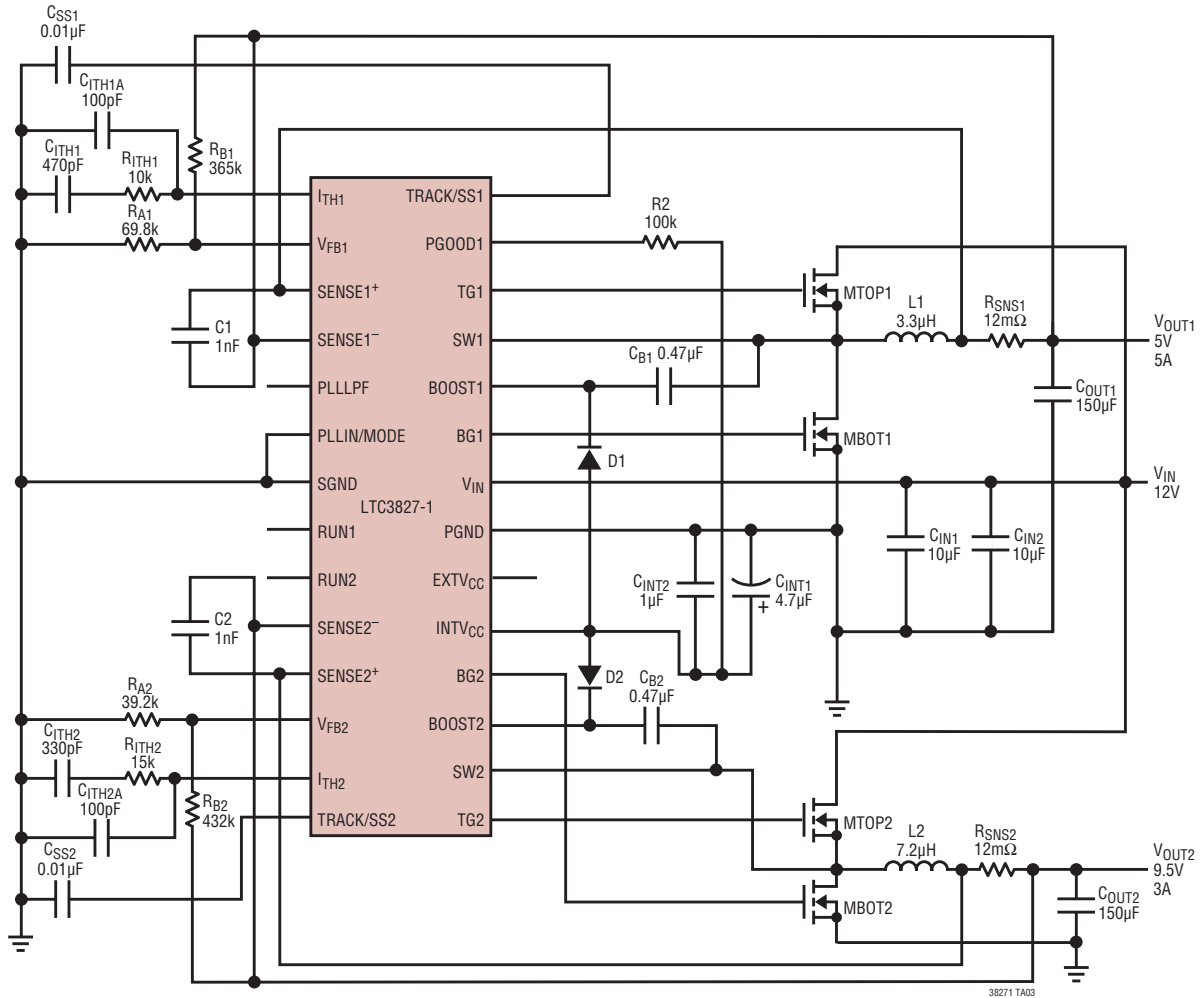 CSS1
0.01µF
CITH1A
100pF
CITH1
470pF
RITH1
10k
RA1
69.8k
RB1
365k
C1
1nF
ITH1
VFB1
SENSE1+
SENSE1–
PLLLPF
PLLIN/MODE
SGND
RUN1
RUN2
SENSE2–
SENSE2+
VFB2
ITH2
TRACK/SS2
LTC3827-1
TRACK/SS1
PGOOD1
TG1
SW1
BOOST1
BG1
VIN
PGND
EXTVCC
INTVCC
BG2
BOOST2
SW2
TG2
R2
100k
MTOP1
L1
3.3µH
RSNS1
12mΩ
VOUT1
5V
5A
CB1 0.47µF
COUT1
150µF
MBOT1
D1
VIN
12V
CIN1
10µF
CIN2
10µF
CINT2
1µF
CINT1
4.7µF
+
C2
1nF
D2
CB2
0.47µF
RA2
39.2k
CITH2
330pF
RITH2
15k
CITH2A
100pF
RB2
432k
CSS2
0.01µF
MTOP2
L2
7.2µH
RSNS2
12mΩ
VOUT2
9.5V
3A
MBOT2
COUT2
150µF
38271 TA03